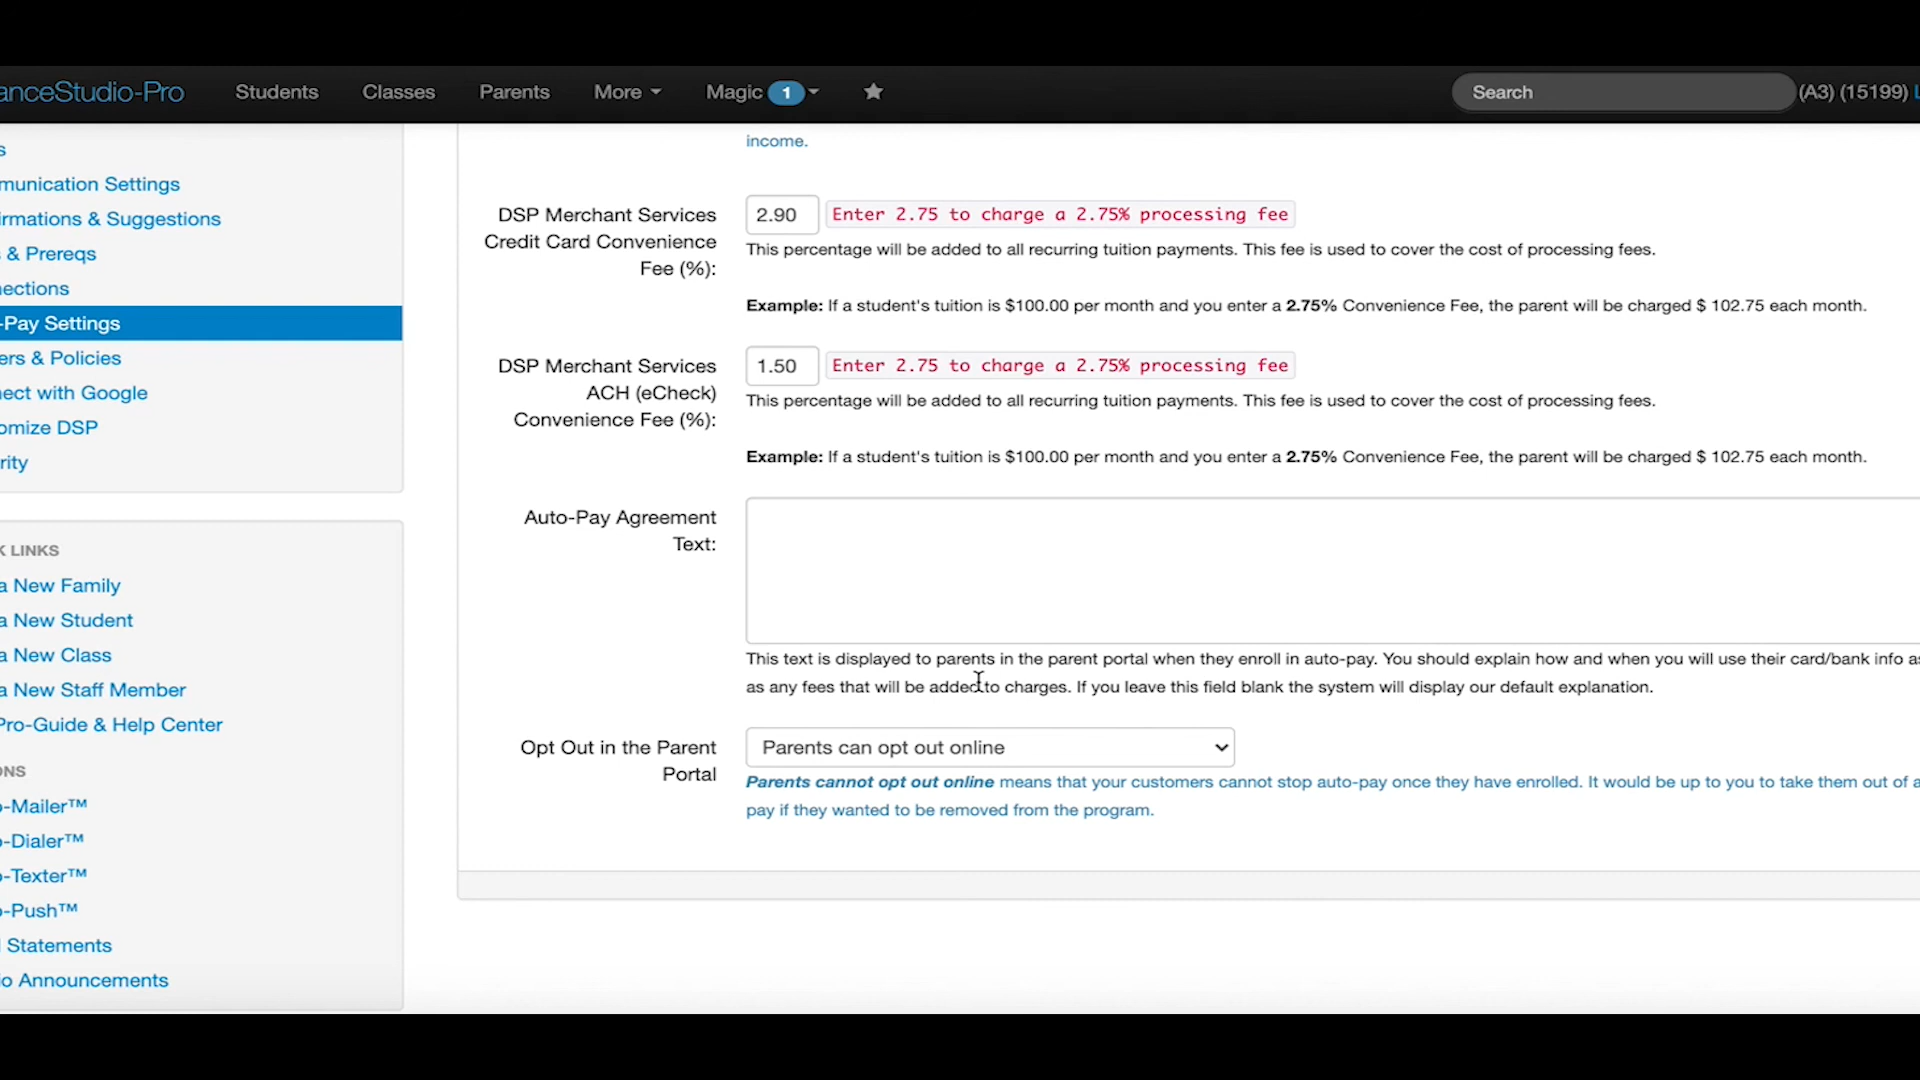 anceStudio-Pro Students Classes Parents More Magic 1 Search (A3) (15199) L
s
munication Settings
irmations & Suggestions
s & Prereqs
nections
-Pay Settings
ers & Policies
nect with Google
omize DSP
rity
K LINKS
a New Family
a New Student
a New Class
a New Staff Member
Pro-Guide & Help Center
ONS
o-Mailer™
o-Dialer™
o-Texter™
o-Push™
l Statements
io Announcements
income.
DSP Merchant Services
Credit Card Convenience
Fee (%):
2.90 Enter 2.75 to charge a 2.75% processing fee
This percentage will be added to all recurring tuition payments. This fee is used to cover the cost of processing fees.
Example: If a student's tuition is $100.00 per month and you enter a 2.75% Convenience Fee, the parent will be charged $ 102.75 each month.
DSP Merchant Services
ACH (eCheck)
Convenience Fee (%):
1.50 Enter 2.75 to charge a 2.75% processing fee
This percentage will be added to all recurring tuition payments. This fee is used to cover the cost of processing fees.
Example: If a student's tuition is $100.00 per month and you enter a 2.75% Convenience Fee, the parent will be charged $ 102.75 each month.
Auto-Pay Agreement
Text:
This text is displayed to parents in the parent portal when they enroll in auto-pay. You should explain how and when you will use their card/bank info as
as any fees that will be added to charges. If you leave this field blank the system will display our default explanation.
Opt Out in the Parent
Portal
Parents can opt out online
Parents cannot opt out online means that your customers cannot stop auto-pay once they have enrolled. It would be up to you to take them out of a
pay if they wanted to be removed from the program.